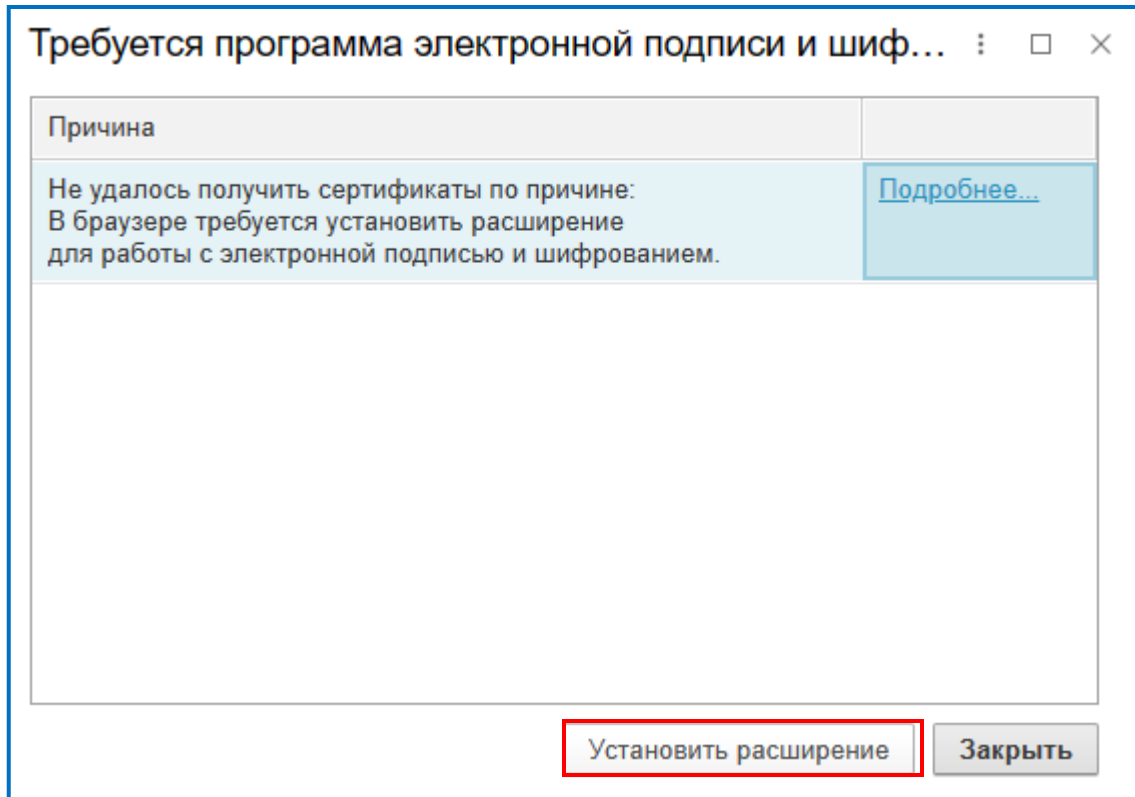 Требуется программа электронной подписи и шиф...
Причина
Не удалось получить сертификаты по причине:
В браузере требуется установить расширение
для работы с электронной подписью и шифрованием.
Подробнее...
Установить расширение
Закрыть